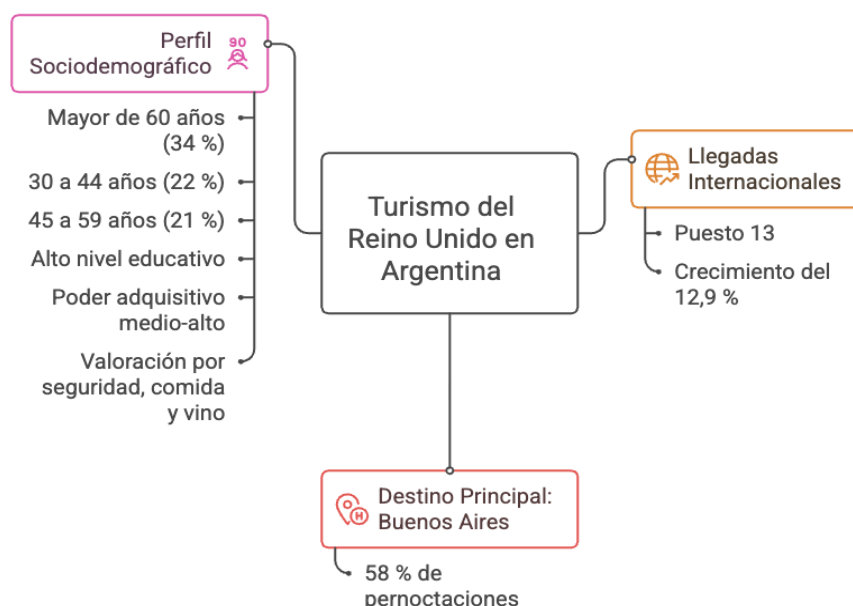 Turismo del
Reino Unido en
Argentina
90
Perfil
Sociodemográfico
Mayor de 60 años
(34 %)
30 a 44 años (22 %)
45 a 59 años (21 %)
Alto nivel educativo
Poder adquisitivo
medio-alto
Valoración por
seguridad, comida
y vino
Llegadas
Internacionales
Puesto 13
Crecimiento del
12,9 %
H
Destino Principal:
Buenos Aires
58 % de
pernoctaciones